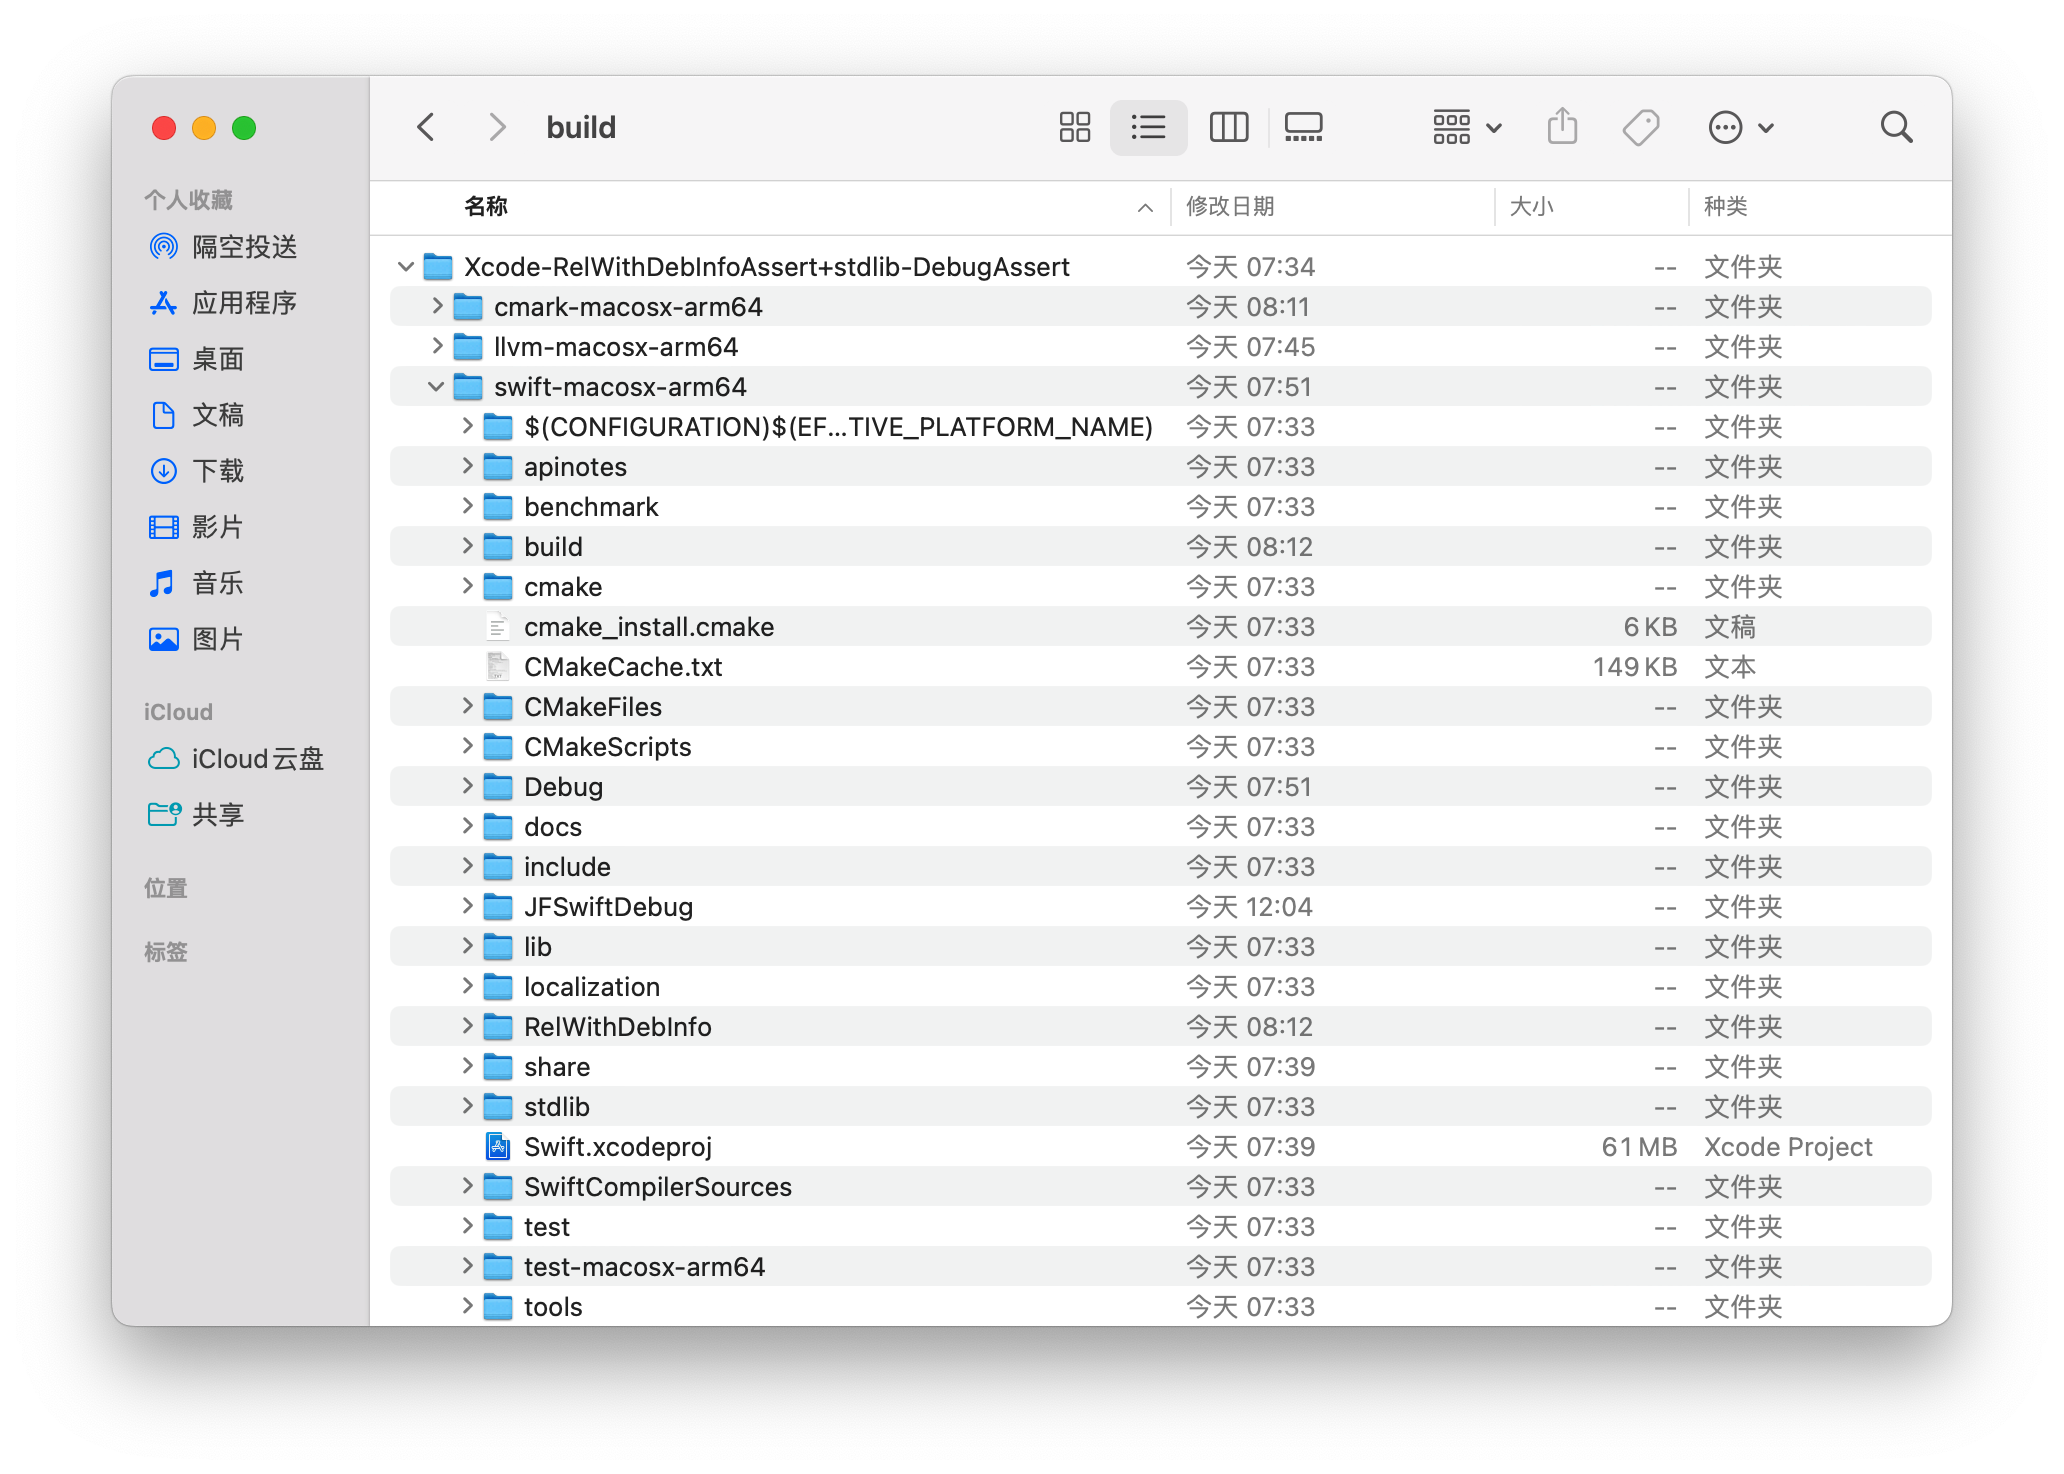 build
个人收藏
隔空投送
应用程序
桌面
文稿
下载
影片
音乐
图片
iCloud
iCloud云盘
共享
位置
标签
名称 修改日期 大小 种类
Xcode-RelWithDebInfoAssert+stdlib-DebugAssert 今天 07:34 -- 文件夹
cmark-macosx-arm64 今天 08:11 -- 文件夹
llvm-macosx-arm64 今天 07:45 -- 文件夹
swift-macosx-arm64 今天 07:51 -- 文件夹
$(CONFIGURATION)$(EF...TIVE_PLATFORM_NAME) 今天 07:33 -- 文件夹
apinotes 今天 07:33 -- 文件夹
benchmark 今天 07:33 -- 文件夹
build 今天 08:12 -- 文件夹
cmake 今天 07:33 -- 文件夹
cmake_install.cmake 今天 07:33 6 KB 文稿
CMakeCache.txt 今天 07:33 149 KB 文本
CMakeFiles 今天 07:33 -- 文件夹
CMakeScripts 今天 07:33 -- 文件夹
Debug 今天 07:51 -- 文件夹
docs 今天 07:33 -- 文件夹
include 今天 07:33 -- 文件夹
JFSwiftDebug 今天 12:04 -- 文件夹
lib 今天 07:33 -- 文件夹
localization 今天 07:33 -- 文件夹
RelWithDebInfo 今天 08:12 -- 文件夹
share 今天 07:39 -- 文件夹
stdlib 今天 07:33 -- 文件夹
Swift.xcodeproj 今天 07:39 61 MB Xcode Project
SwiftCompilerSources 今天 07:33 -- 文件夹
test 今天 07:33 -- 文件夹
test-macosx-arm64 今天 07:33 -- 文件夹
tools 今天 07:33 -- 文件夹